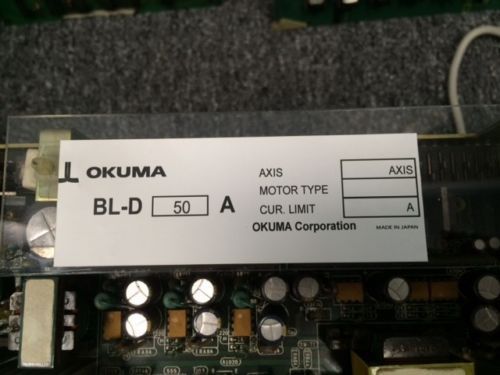 OKUMA
BL-D 50 A
AXIS AXIS
MOTOR TYPE
CUR. LIMIT A
OKUMA Corporation MADE IN JAPAN